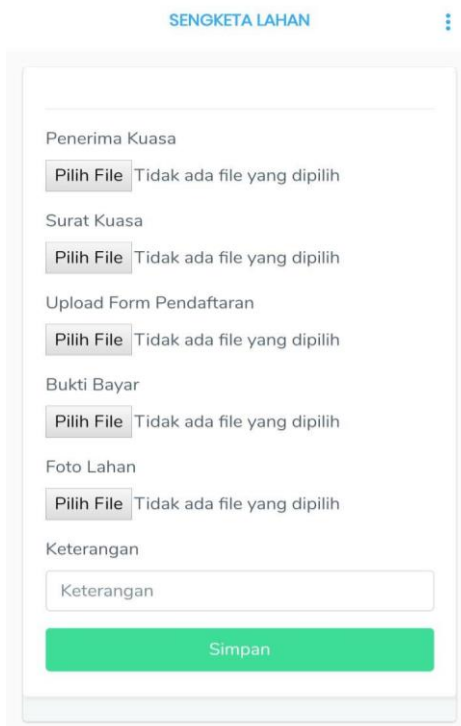 SENGKETA LAHAN
Penerima Kuasa
Pilih File Tidak ada file yang dipilih
Surat Kuasa
Pilih File Tidak ada file yang dipilih
Upload Form Pendaftaran
Pilih File Tidak ada file yang dipilih
Bukti Bayar
Pilih File Tidak ada file yang dipilih
Foto Lahan
Pilih File Tidak ada file yang dipilih
Keterangan
Keterangan
Simpan